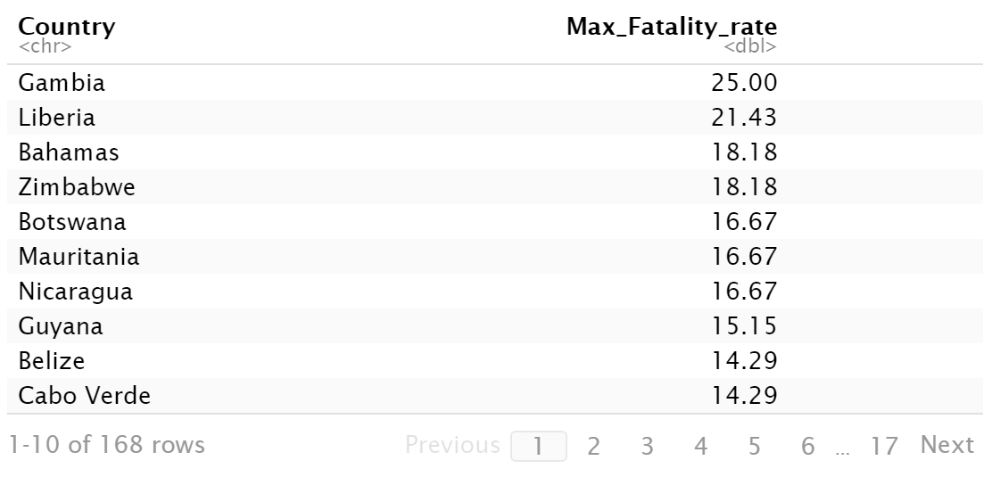 Country Max_Fatality_rate
<chr> <dbl>
Gambia 25.00
Liberia 21.43
Bahamas 18.18
Zimbabwe 18.18
Botswana 16.67
Mauritania 16.67
Nicaragua 16.67
Guyana 15.15
Belize 14.29
Cabo Verde 14.29
1-10 of 168 rows Previous 1 2 3 4 5 6 ... 17 Next